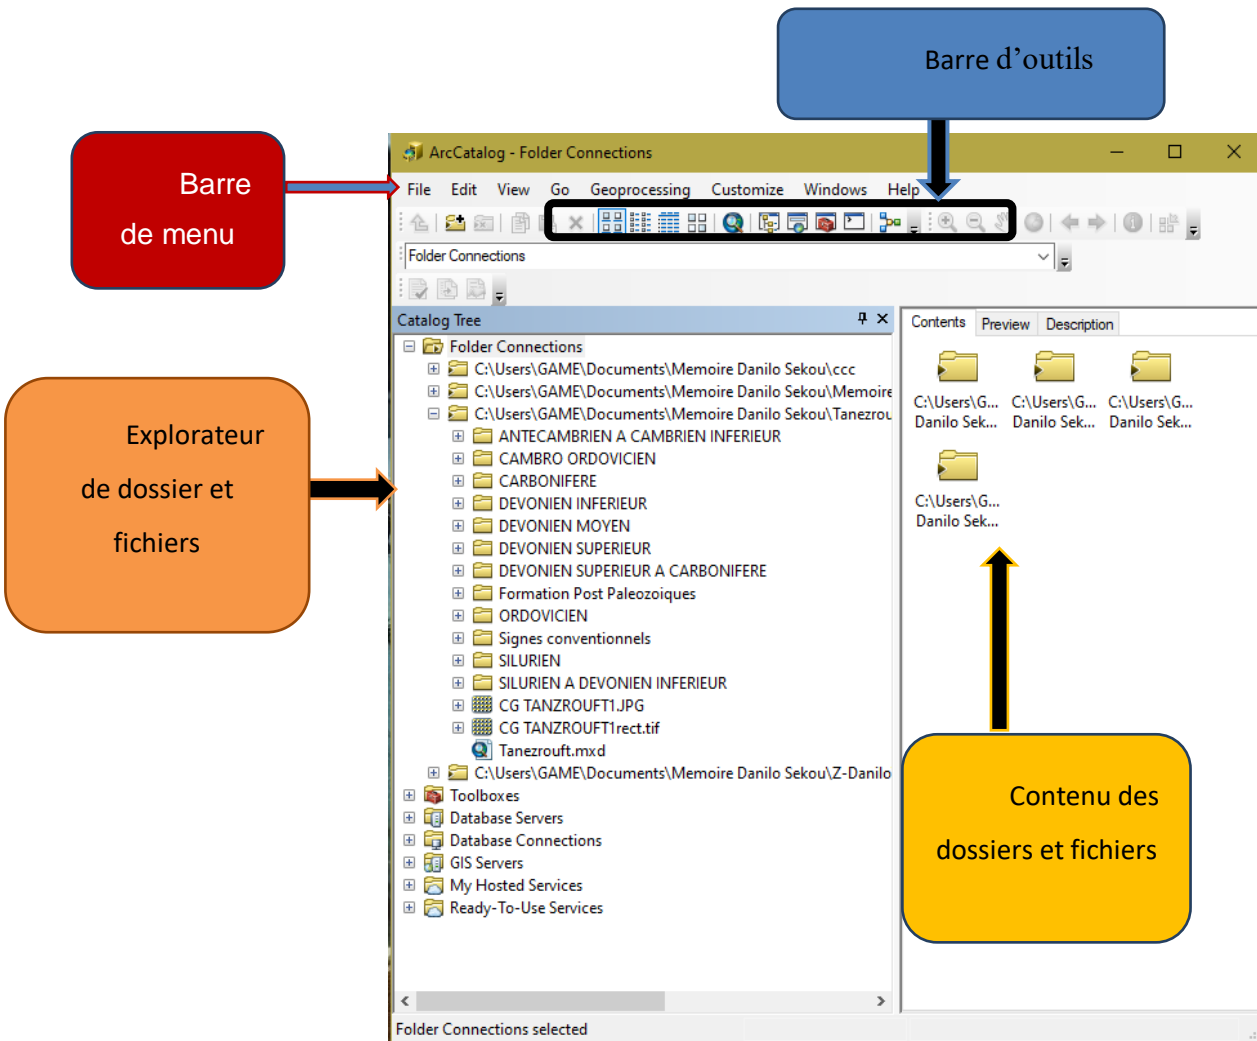 Barre d’outils
Barre
de menu
ArcCatalog - Folder Connections
File Edit View Go Geoprocessing Customize Windows Help
Folder Connections
Catalog Tree
Folder Connections
C:\Users\GAME\Documents\Memoire Danilo Sekou\ccc
C:\Users\GAME\Documents\Memoire Danilo Sekou\Memoire
C:\Users\GAME\Documents\Memoire Danilo Sekou\Tanezrou
ANTECAMBRIEN A CAMBRIEN INFERIEUR
CAMBRO ORDOVICIEN
CARBONIFERE
DEVONIEN INFERIEUR
DEVONIEN MOYEN
DEVONIEN SUPERIEUR
DEVONIEN SUPERIEUR A CARBONIFERE
Formation Post Paleozoiques
ORDOVICIEN
Signes conventionnels
SILURIEN
SILURIEN A DEVONIEN INFERIEUR
CG TANZROUFT1.JPG
CG TANZROUFT1rect.tif
Tanezrouft.mxd
C:\Users\GAME\Documents\Memoire Danilo Sekou\Z-Danilo
Toolboxes
Database Servers
Database Connections
GIS Servers
My Hosted Services
Ready-To-Use Services
Folder Connections selected
Contents Preview Description
C:\Users\G... C:\Users\G... C:\Users\G...
Danilo Sek... Danilo Sek... Danilo Sek...
C:\Users\G...
Danilo Sek...
Explorateur
de dossier et
fichiers
Contenu des
dossiers et fichiers